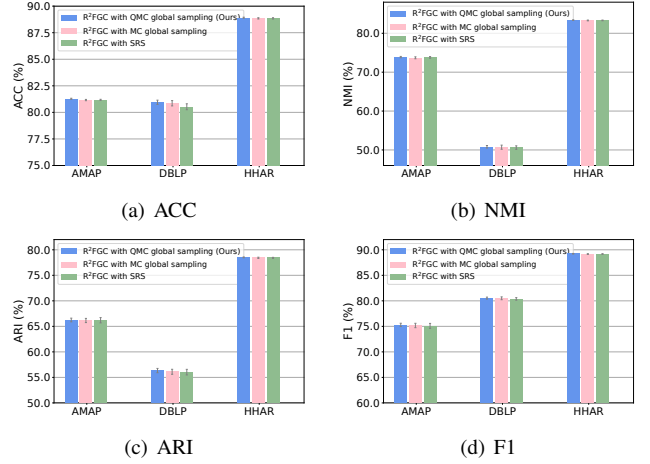 90.0
87.5
85.0
82.5
80.0
77.5
75.0
ACC (%)
R²FGC with QMC global sampling (Ours)
R²FGC with MC global sampling
R²FGC with SRS
AMAP DBLP HHAR
(a) ACC
80.0
70.0
60.0
50.0
NMI (%)
R²FGC with QMC global sampling (Ours)
R²FGC with MC global sampling
R²FGC with SRS
AMAP DBLP HHAR
(b) NMI
80.0
75.0
70.0
65.0
60.0
55.0
50.0
ARI (%)
R²FGC with QMC global sampling (Ours)
R²FGC with MC global sampling
R²FGC with SRS
AMAP DBLP HHAR
(c) ARI
90.0
85.0
80.0
75.0
70.0
65.0
60.0
F1 (%)
R²FGC with QMC global sampling (Ours)
R²FGC with MC global sampling
R²FGC with SRS
AMAP DBLP HHAR
(d) F1